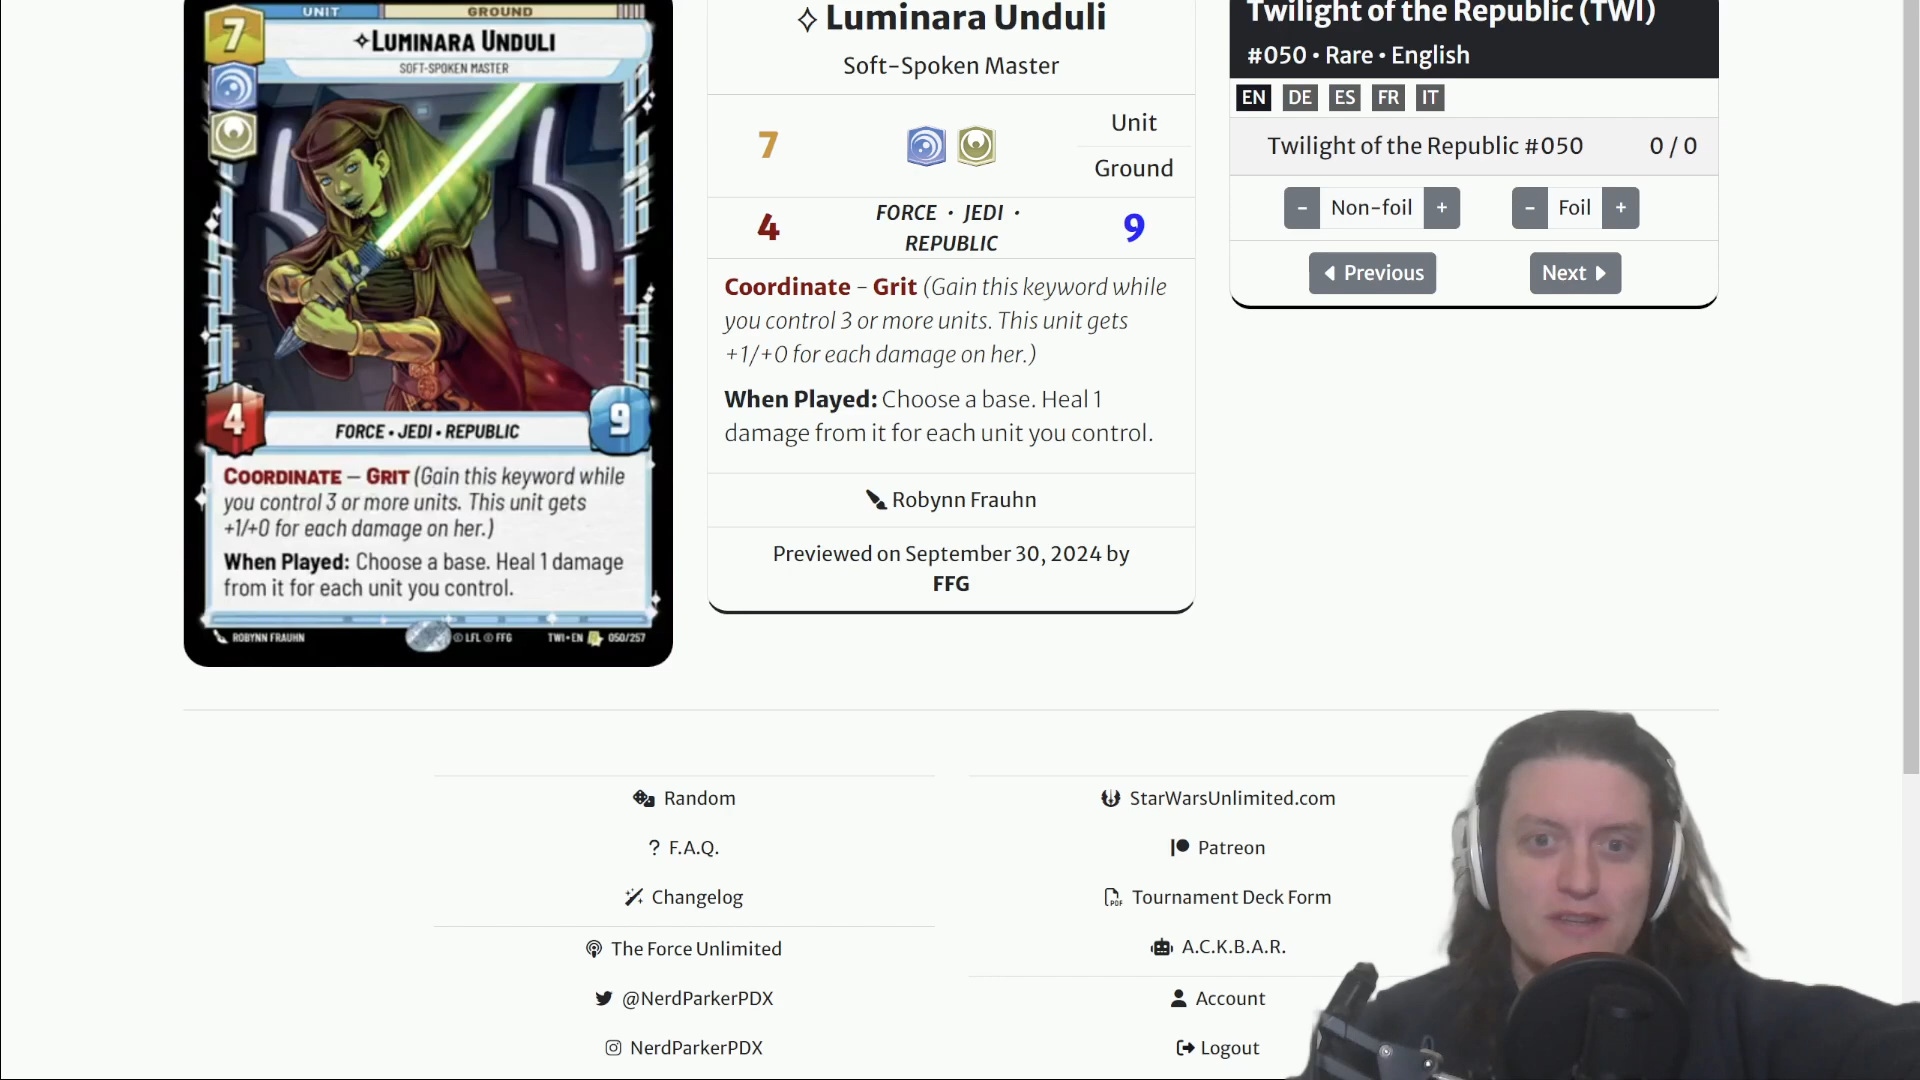 7
UNIT
GROUND
LUMINARA UNDULI
SOFT-SPOKEN MASTER
4
FORCE • JEDI • REPUBLIC
9
COORDINATE – GRIT (Gain this keyword while
you control 3 or more units. This unit gets
+1/+0 for each damage on her.)
When Played: Choose a base. Heal 1 damage
from it for each unit you control.
ROBYNN FRAUHN
© LFL © FFG
TWI•EN
050/257
Luminara Unduli
Soft-Spoken Master
7
Unit
Ground
4
FORCE · JEDI ·
REPUBLIC
9
Coordinate - Grit (Gain this keyword while
you control 3 or more units. This unit gets
+1/+0 for each damage on her.)
When Played: Choose a base. Heal 1
damage from it for each unit you control.
Robynn Frauhn
Previewed on September 30, 2024 by
FFG
Twilight of the Republic (TWI)
#050 • Rare • English
EN DE ES FR IT
Twilight of the Republic #050 0 / 0
- Non-foil + - Foil +
Previous Next
Random
? F.A.Q.
Changelog
The Force Unlimited
@NerdParkerPDX
NerdParkerPDX
StarWarsUnlimited.com
Patreon
PDF Tournament Deck Form
A.C.K.B.A.R.
Account
Logout